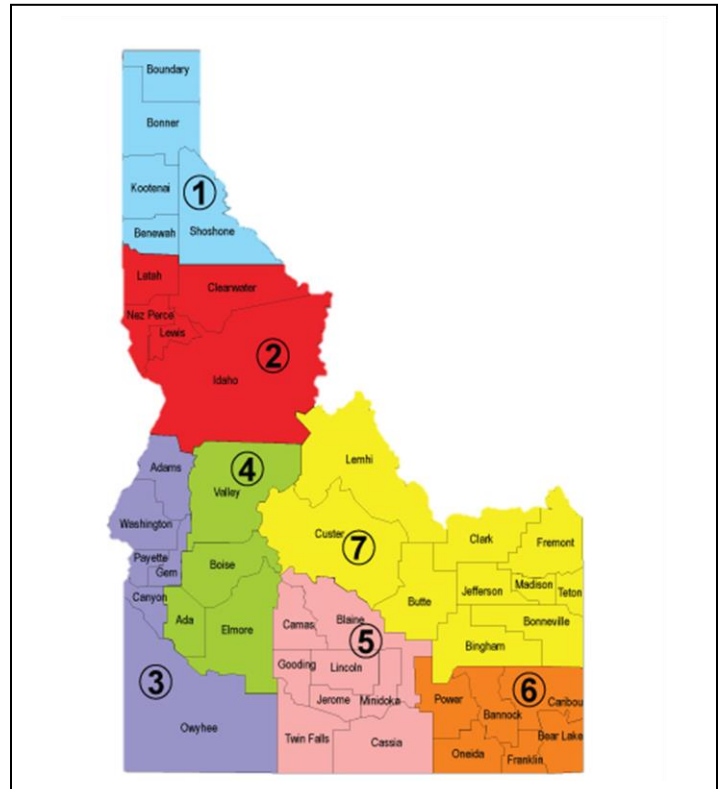 Boundary
Bonner
Kootenai
1
Benewah
Shoshone
Latah
Clearwater
Nez Perce
Lewis
2
Idaho
Adams
4
Lemhi
Valley
Washington
Custer
7
Clark
Fremont
Payette
Gem
Boise
Canyon
Jefferson
Madison
Teton
Butte
Ada
Elmore
Camas
Blaine
5
Bonneville
Bingham
Gooding
Lincoln
3
6
Jerome
Minidoka
Power
Caribou
Bannock
Owyhee
Twin Falls
Cassia
Bear Lake
Oneida
Franklin